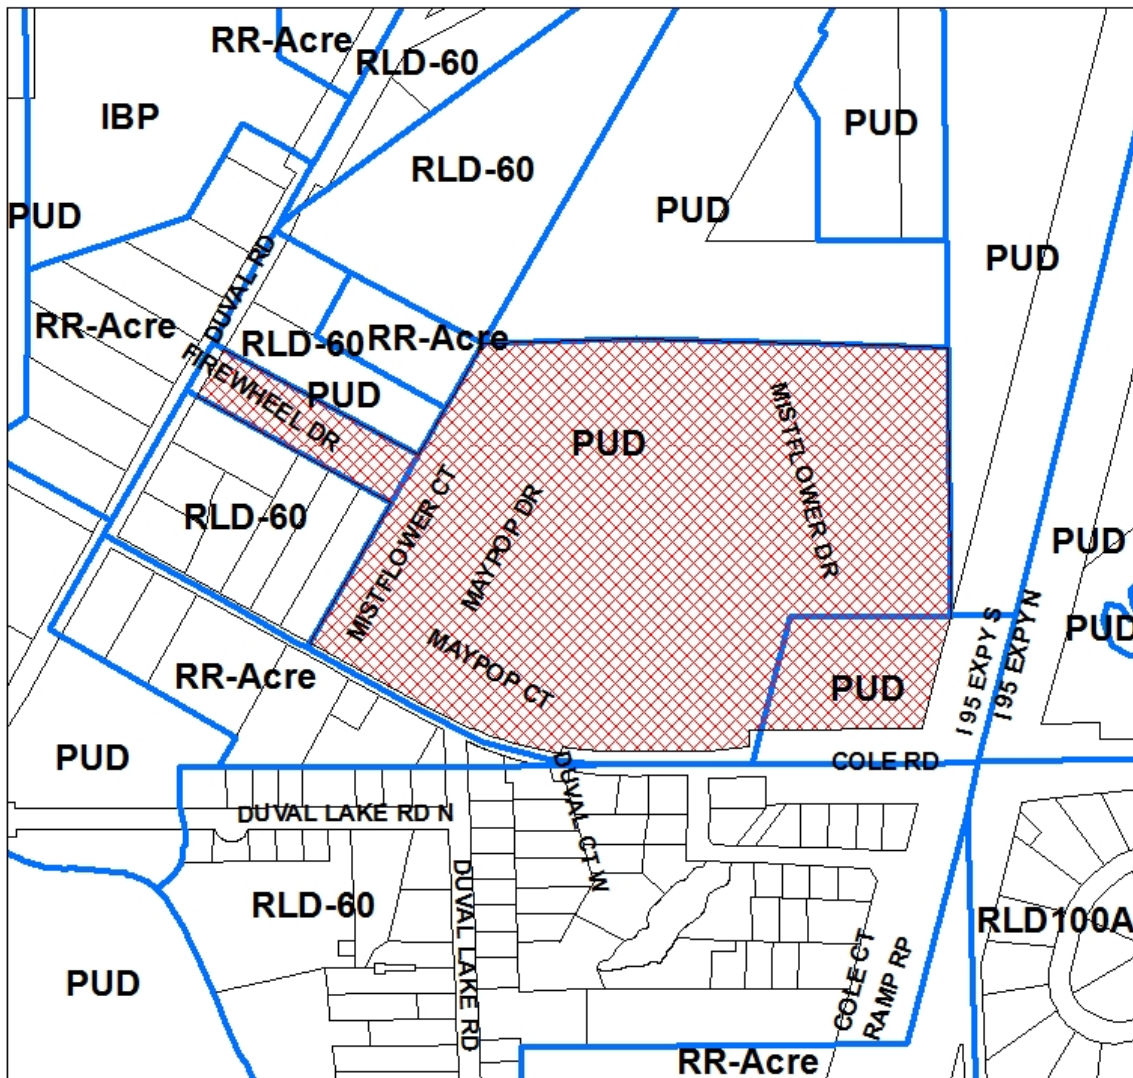 RR-Acre
RLD-60
IBP
PUD
RLD-60
PUD
PUD
PUD
DUVAL RD
RR-Acre
RLD-60
RR-Acre
FIREWHEEL DR
PUD
PUD
MISTFLOWER DR
MISTFLOWER CT
MAYPOP DR
RLD-60
PUD
PUD
I 95 EXPY S
I 95 EXPY N
MAYPOP CT
RR-Acre
PUD
PUD
COLE RD
DUVAL LAKE RD N
DUVAL CT W
RLD-60
DUVAL LAKE RD
RLD100A
PUD
COLE CT
RAMP RP
RR-Acre